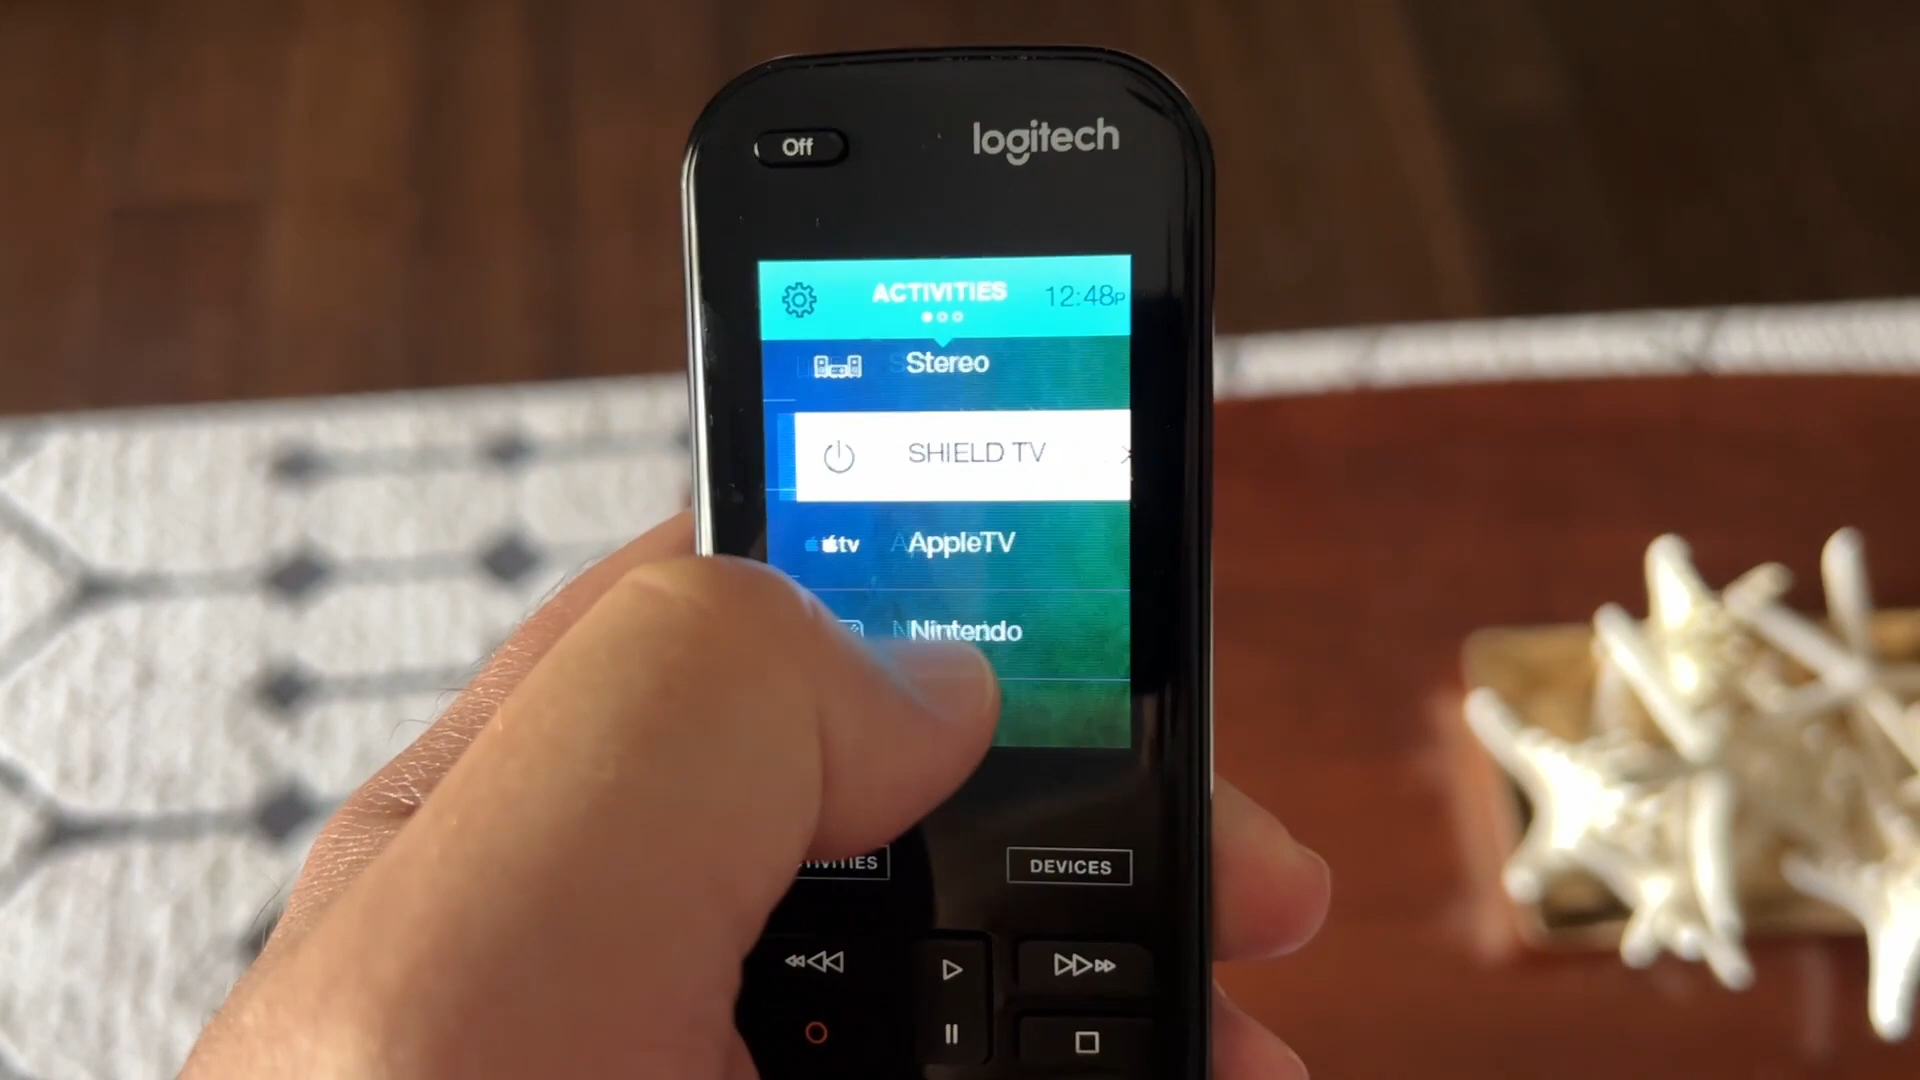 Off
logitech
ACTIVITIES
12:48P
Stereo
SHIELD TV
tv AppleTV
Nintendo
DEVICES